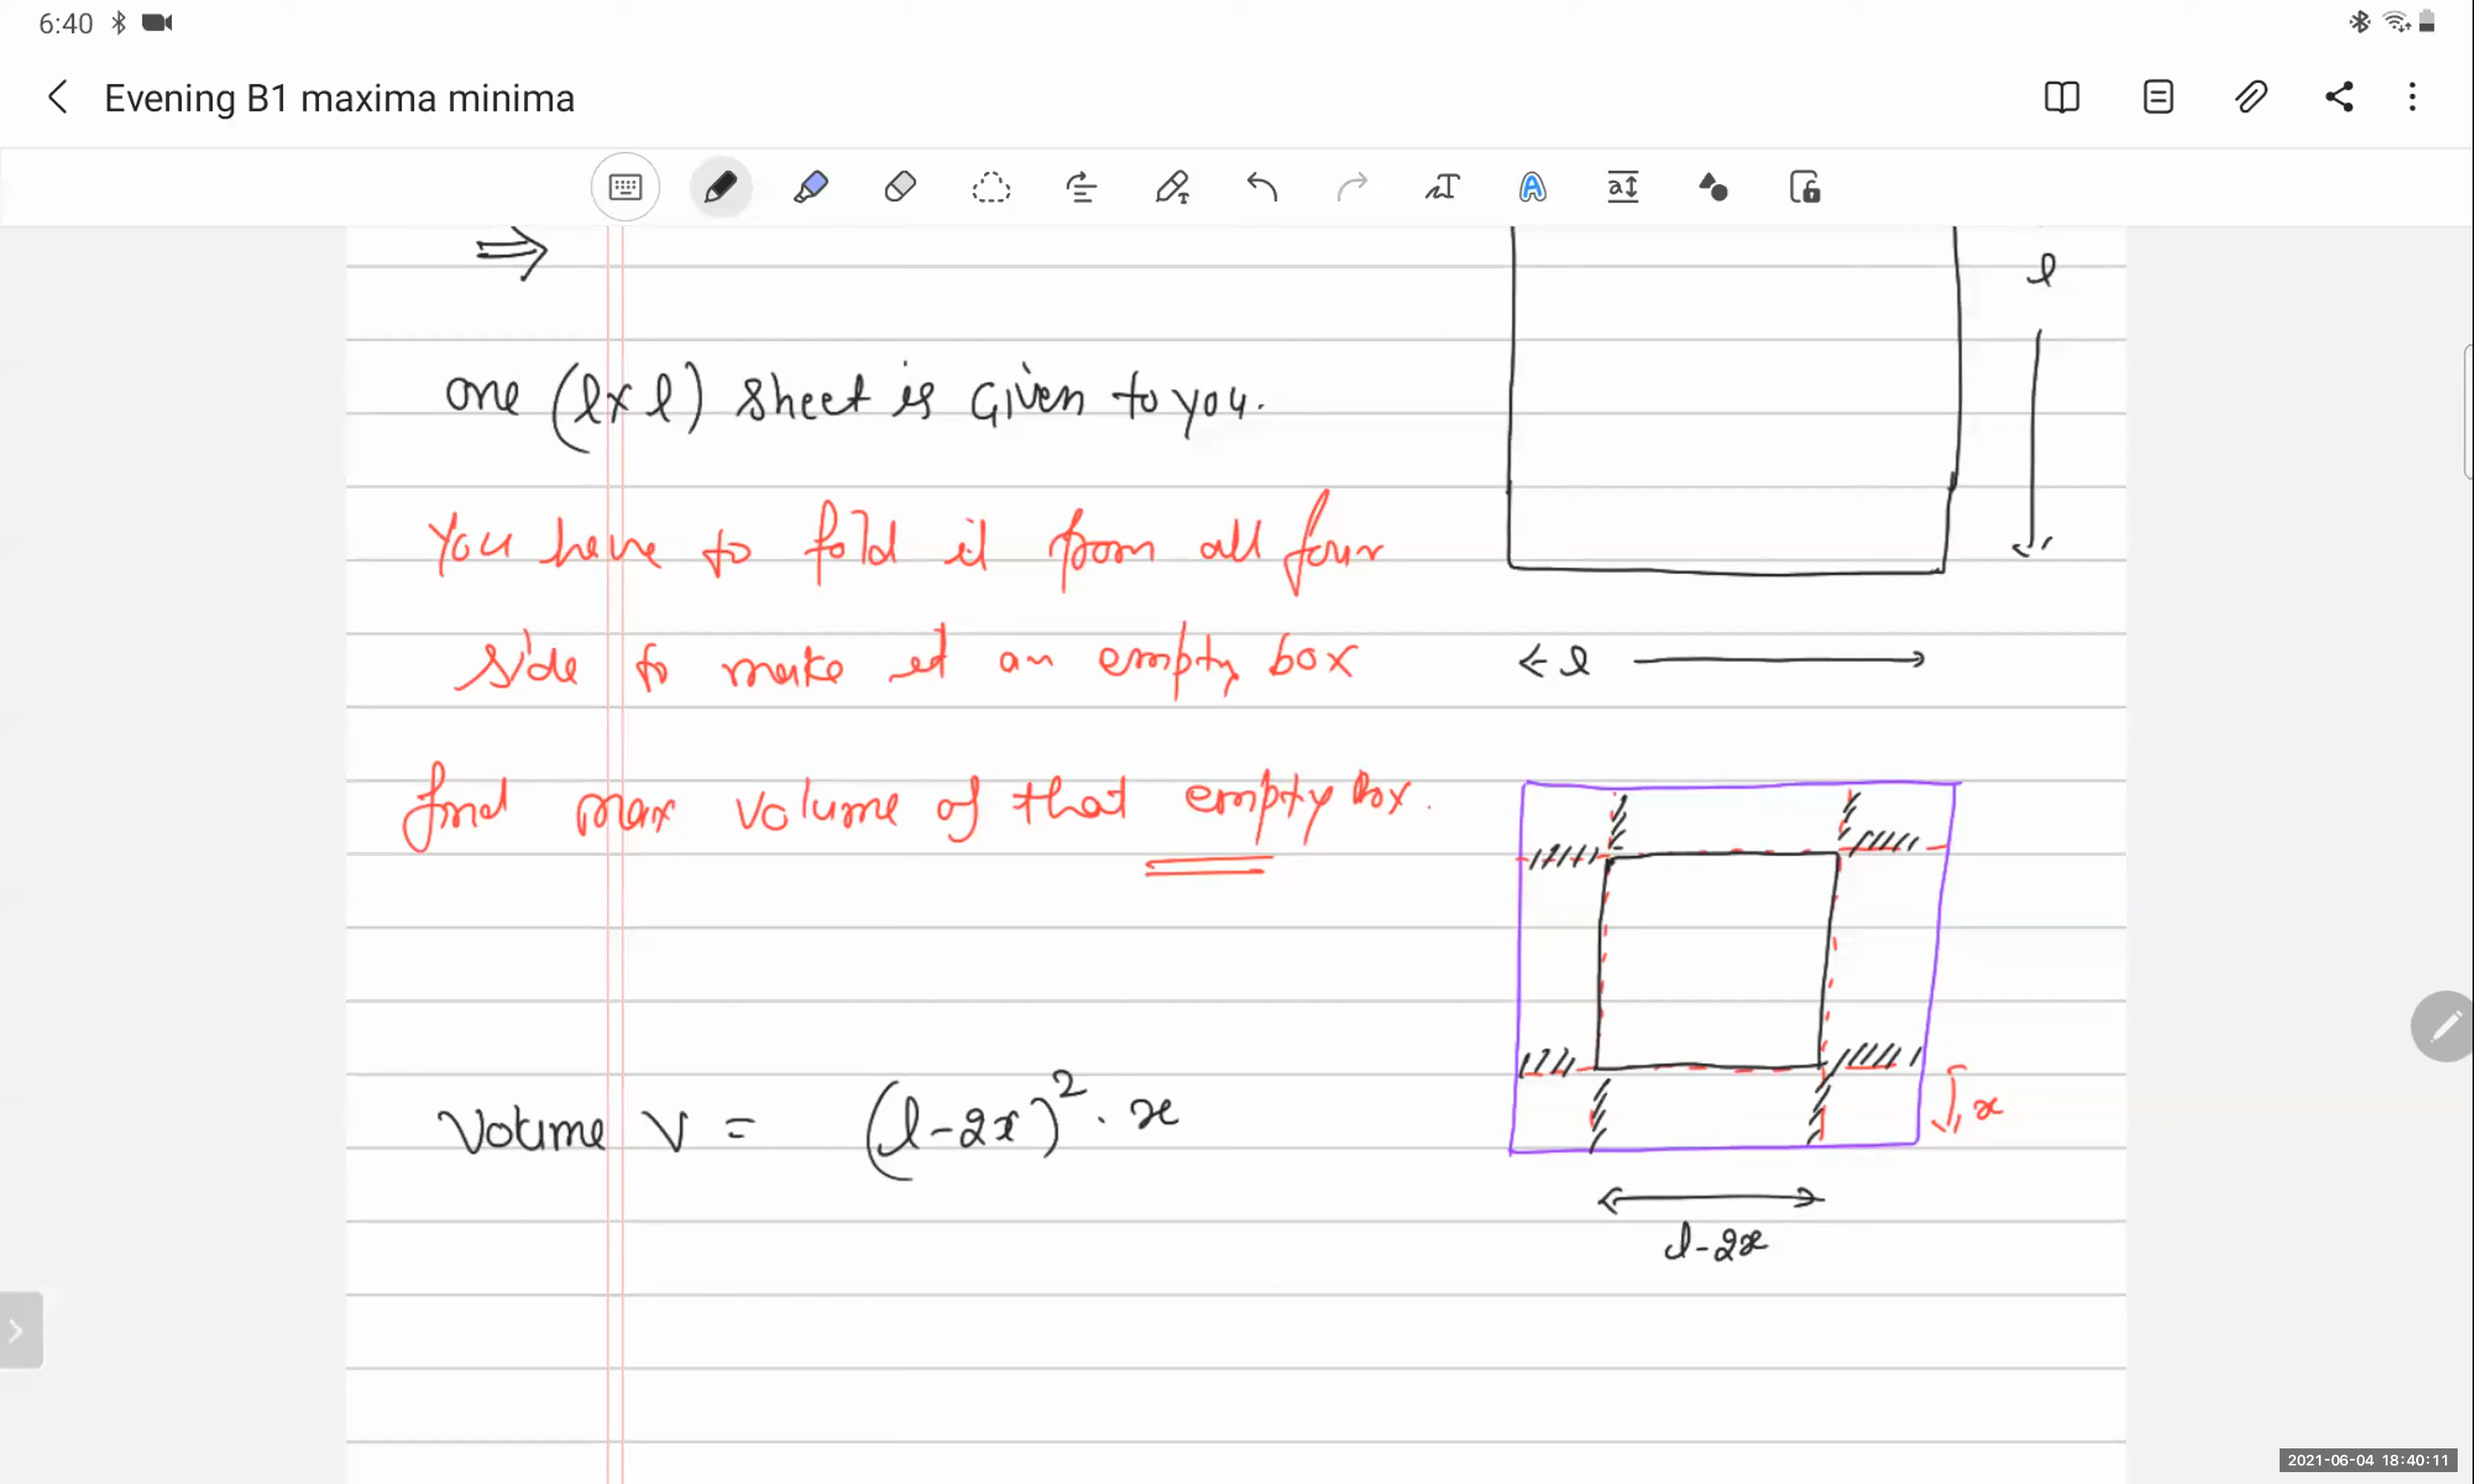 6:40
Evening B1 maxima minima
⇒
l
one (l×l) sheet is Given to you.
You have to fold it from all four
side to make it an empty box
← l →
find max volume of that empty box.
Volume V = (l-2x)². x
x
l-2x
2021-06-04 18:40:11